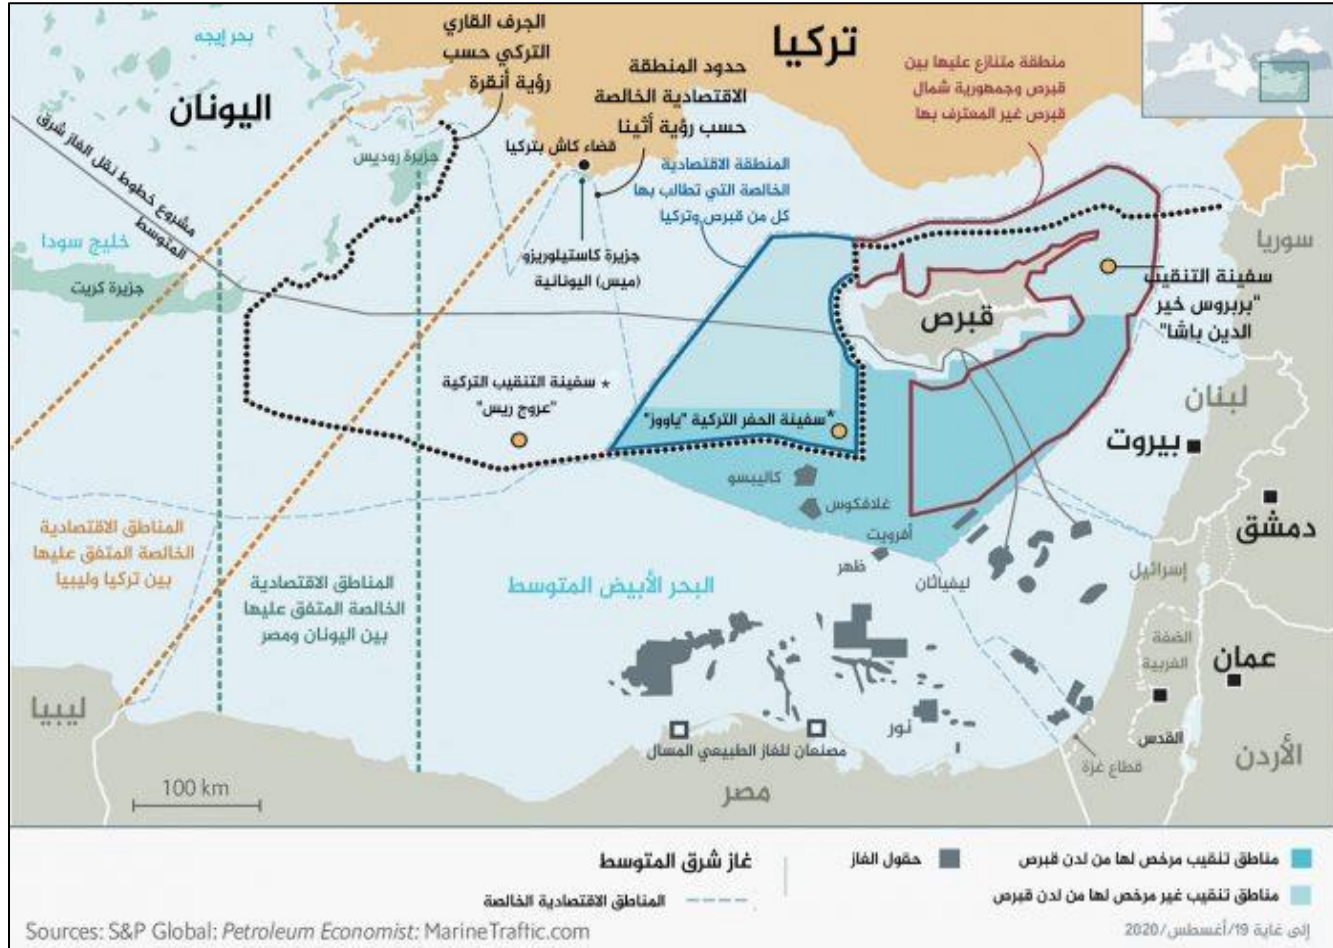 تركيا
الجرف القاري
التركي حسب
رؤية أنقرة
حدود المنطقة
الاقتصادية الخالصة
حسب رؤية أثينا
منطقة متنازع عليها بين
قبرص وجمهورية شمال
قبرص غير المعترف بها
بحر إيجه
اليونان
جزيرة روديس
قضاء كاش بتركيا
المنطقة الاقتصادية
الخالصة التي تطالب بها
كل من قبرص وتركيا
مشروع خطوط نقل الغاز شرق
المتوسط
خليج سودا
جزيرة كريت
جزيرة كاستيلوريزو
(ميس) اليونانية
سوريا
سفينة التنقيب
"بربروس خير
الدين باشا"
قبرص
* سفينة التنقيب التركية
"عروج ريس"
*سفينة الحفر التركية "ياووز"
لبنان
بيروت
دمشق
كاليبسو
غلافكوس
أفرويت
ظهر
ليفياثان
إسرائيل
المناطق الاقتصادية
الخالصة المتفق عليها
بين تركيا وليبيا
المناطق الاقتصادية
الخالصة المتفق عليها
بين اليونان ومصر
البحر الأبيض المتوسط
الضفة
الغربية
عمان
القدس
الأردن
ليبيا
نور
مصنعان للغاز الطبيعي المسال
قطاع غزة
مصر
100 km
غاز شرق المتوسط
المناطق الاقتصادية الخالصة
حقول الغاز
مناطق تنقيب مرخص لها من لدن قبرص
مناطق تنقيب غير مرخص لها من لدن قبرص
إلى غاية 19/أغسطس/2020
Sources: S&P Global: Petroleum Economist: MarineTraffic.com